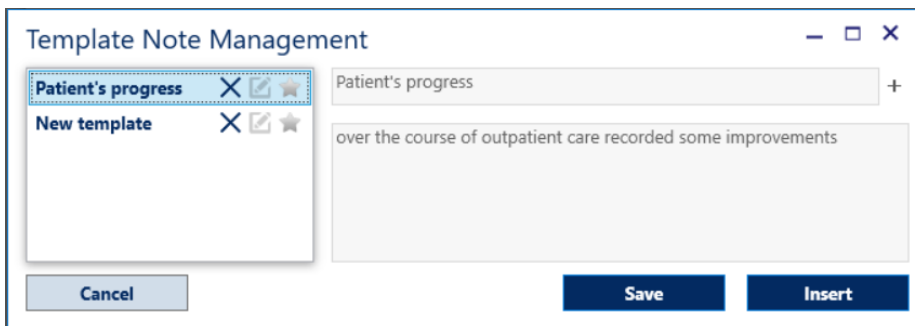 Template Note Management
Patient's progress
New template
Patient's progress
over the course of outpatient care recorded some improvements
Cancel
Save
Insert